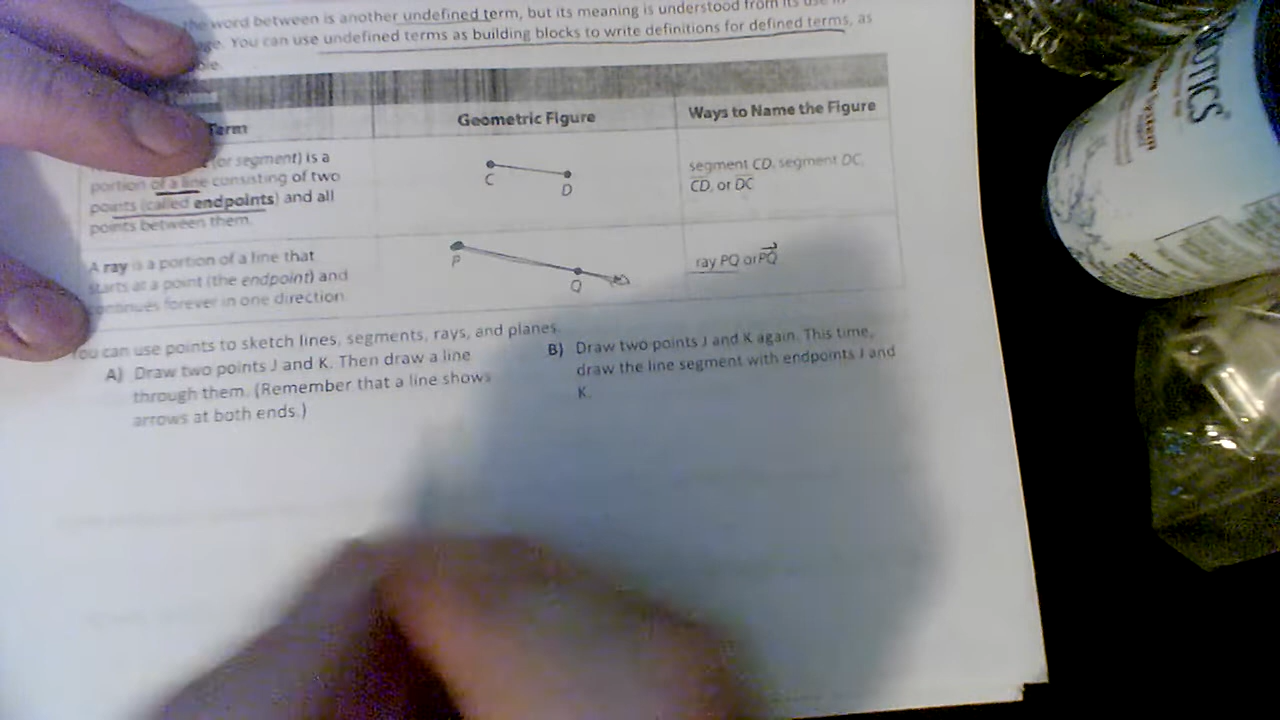 the word between is another undefined term, but its meaning is understood from its use in
You can use undefined terms as building blocks to write definitions for defined terms, as
Term
Geometric Figure
Ways to Name the Figure
(or segment) is a
portion of a line consisting of two
points (called endpoints) and all
points between them.
C
D
segment CD, segment DC,
CD, or DC
A ray is a portion of a line that
starts at a point (the endpoint) and
continues forever in one direction.
P
Q
ray PQ or PQ
You can use points to sketch lines, segments, rays, and planes.
A) Draw two points J and K. Then draw a line
through them. (Remember that a line shows
arrows at both ends.)
B) Draw two points J and K again. This time,
draw the line segment with endpoints J and
K.